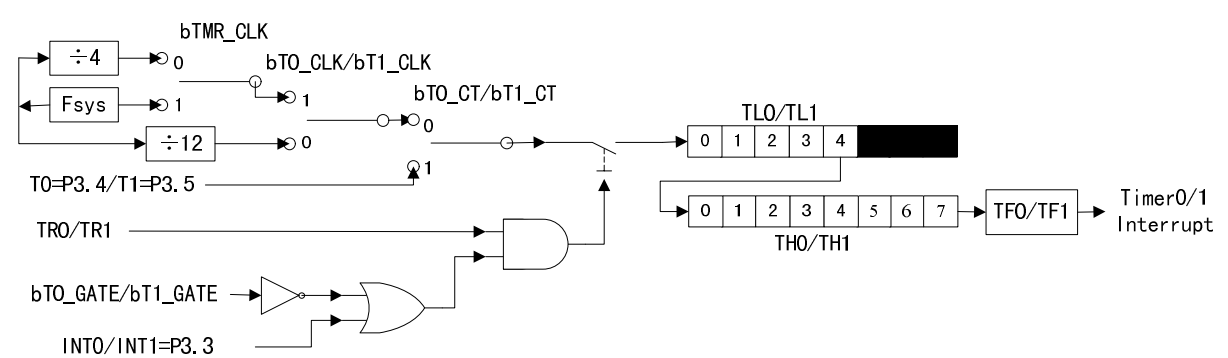 bTMR_CLK
÷4
0
bT0_CLK/bT1_CLK
Fsys
1
1
bT0_CT/bT1_CT
÷12
0
0
TL0/TL1
0 1 2 3 4
T0=P3.4/T1=P3.5
1
0 1 2 3 4 5 6 7
TF0/TF1
Timer0/1
Interrupt
TH0/TH1
TR0/TR1
bT0_GATE/bT1_GATE
INT0/INT1=P3.3